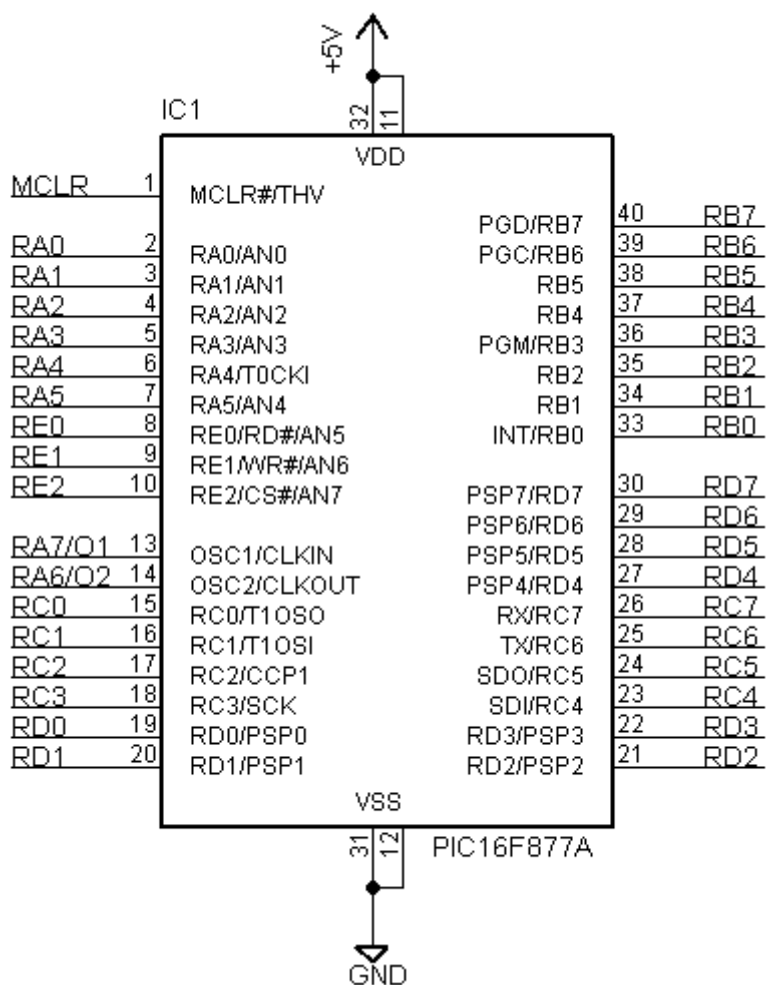 +5V
IC1
32
11
VDD
MCLR 1 MCLR#/THV
PGD/RB7 40 RB7
RA0 2 RA0/AN0 PGC/RB6 39 RB6
RA1 3 RA1/AN1 RB5 38 RB5
RA2 4 RA2/AN2 RB4 37 RB4
RA3 5 RA3/AN3 PGM/RB3 36 RB3
RA4 6 RA4/T0CKI RB2 35 RB2
RA5 7 RA5/AN4 RB1 34 RB1
RE0 8 RE0/RD#/AN5 INT/RB0 33 RB0
RE1 9 RE1/WR#/AN6
RE2 10 RE2/CS#/AN7 PSP7/RD7 30 RD7
PSP6/RD6 29 RD6
RA7/O1 13 OSC1/CLKIN PSP5/RD5 28 RD5
RA6/O2 14 OSC2/CLKOUT PSP4/RD4 27 RD4
RC0 15 RC0/T1OSO RX/RC7 26 RC7
RC1 16 RC1/T1OSI TX/RC6 25 RC6
RC2 17 RC2/CCP1 SDO/RC5 24 RC5
RC3 18 RC3/SCK SDI/RC4 23 RC4
RD0 19 RD0/PSP0 RD3/PSP3 22 RD3
RD1 20 RD1/PSP1 RD2/PSP2 21 RD2
VSS
31
12
PIC16F877A
GND